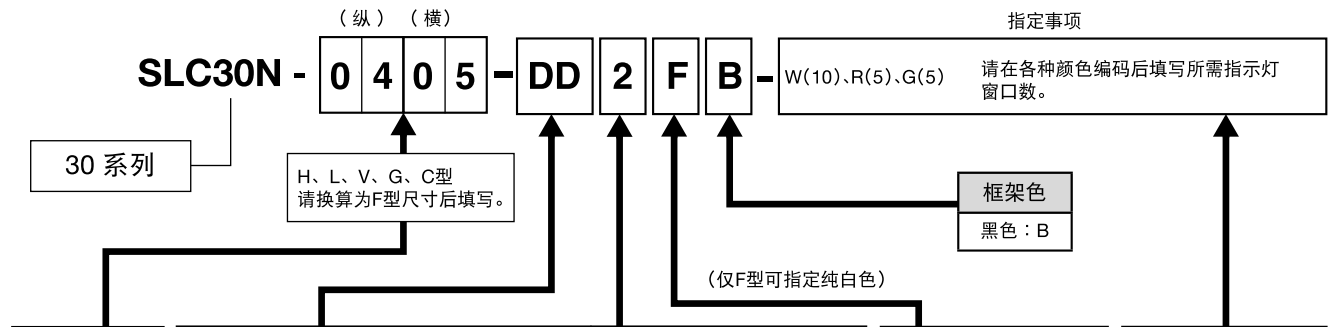 （纵）（横）
指定事项
SLC30N - 0 4 0 5 - DD 2 F B - W(10)、R(5)、G(5) 请在各种颜色编码后填写所需指示灯
窗口数。
30 系列
H、L、V、G、C型
请换算为F型尺寸后填写。
框架色
黑色：B
（仅F型可指定纯白色）